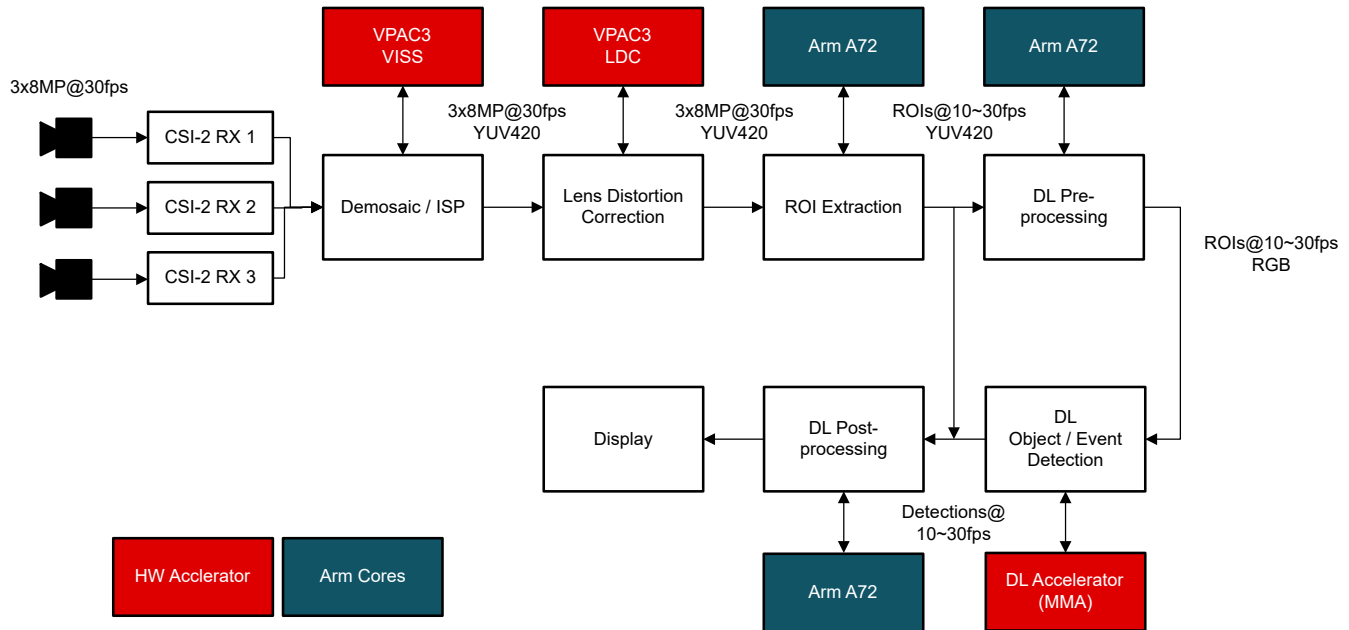 VPAC3
VISS
VPAC3
LDC
Arm A72
Arm A72
3x8MP@30fps
3x8MP@30fps
YUV420
3x8MP@30fps
YUV420
ROIs@10~30fps
YUV420
CSI-2 RX 1
CSI-2 RX 2
CSI-2 RX 3
Demosaic / ISP
Lens Distortion
Correction
ROI Extraction
DL Pre-
processing
ROIs@10~30fps
RGB
Display
DL Post-
processing
DL
Object / Event
Detection
Detections@
10~30fps
HW Acclerator
Arm Cores
Arm A72
DL Accelerator
(MMA)